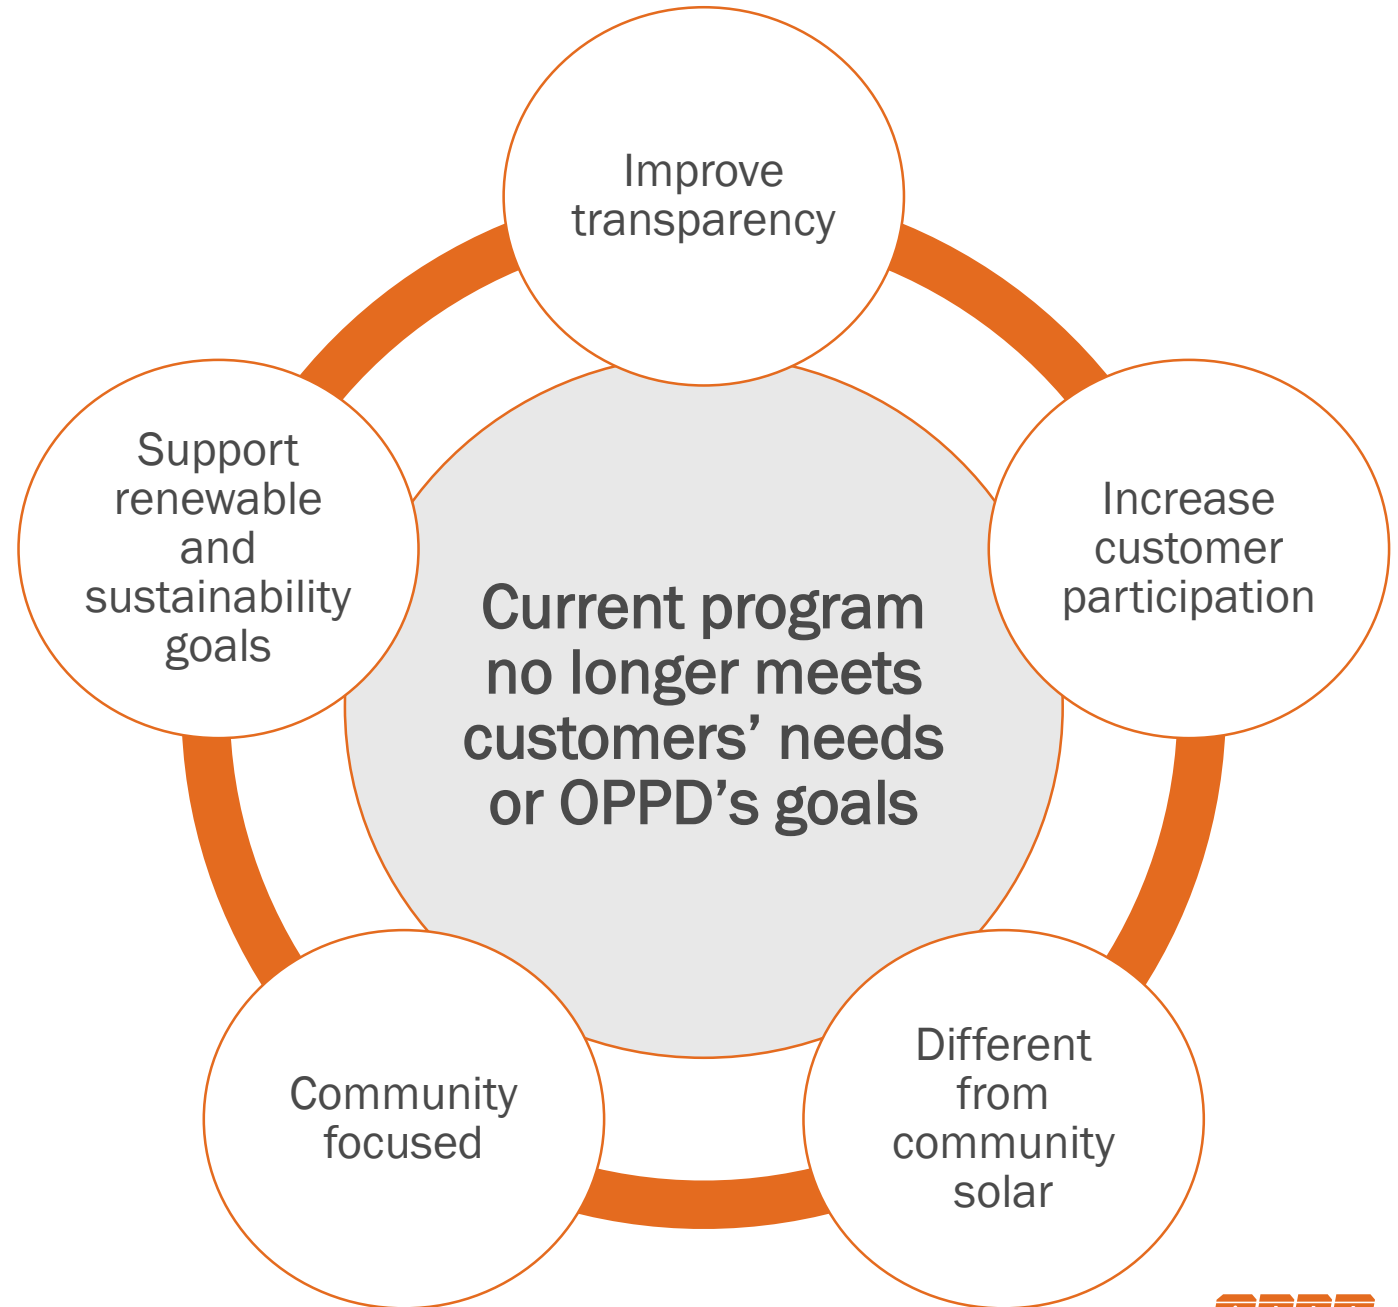 Improve
transparency
Increase
customer
participation
Different
from
community
solar
Community
focused
Support
renewable
and
sustainability
goals
Current program
no longer meets
customers’ needs
or OPPD’s goals